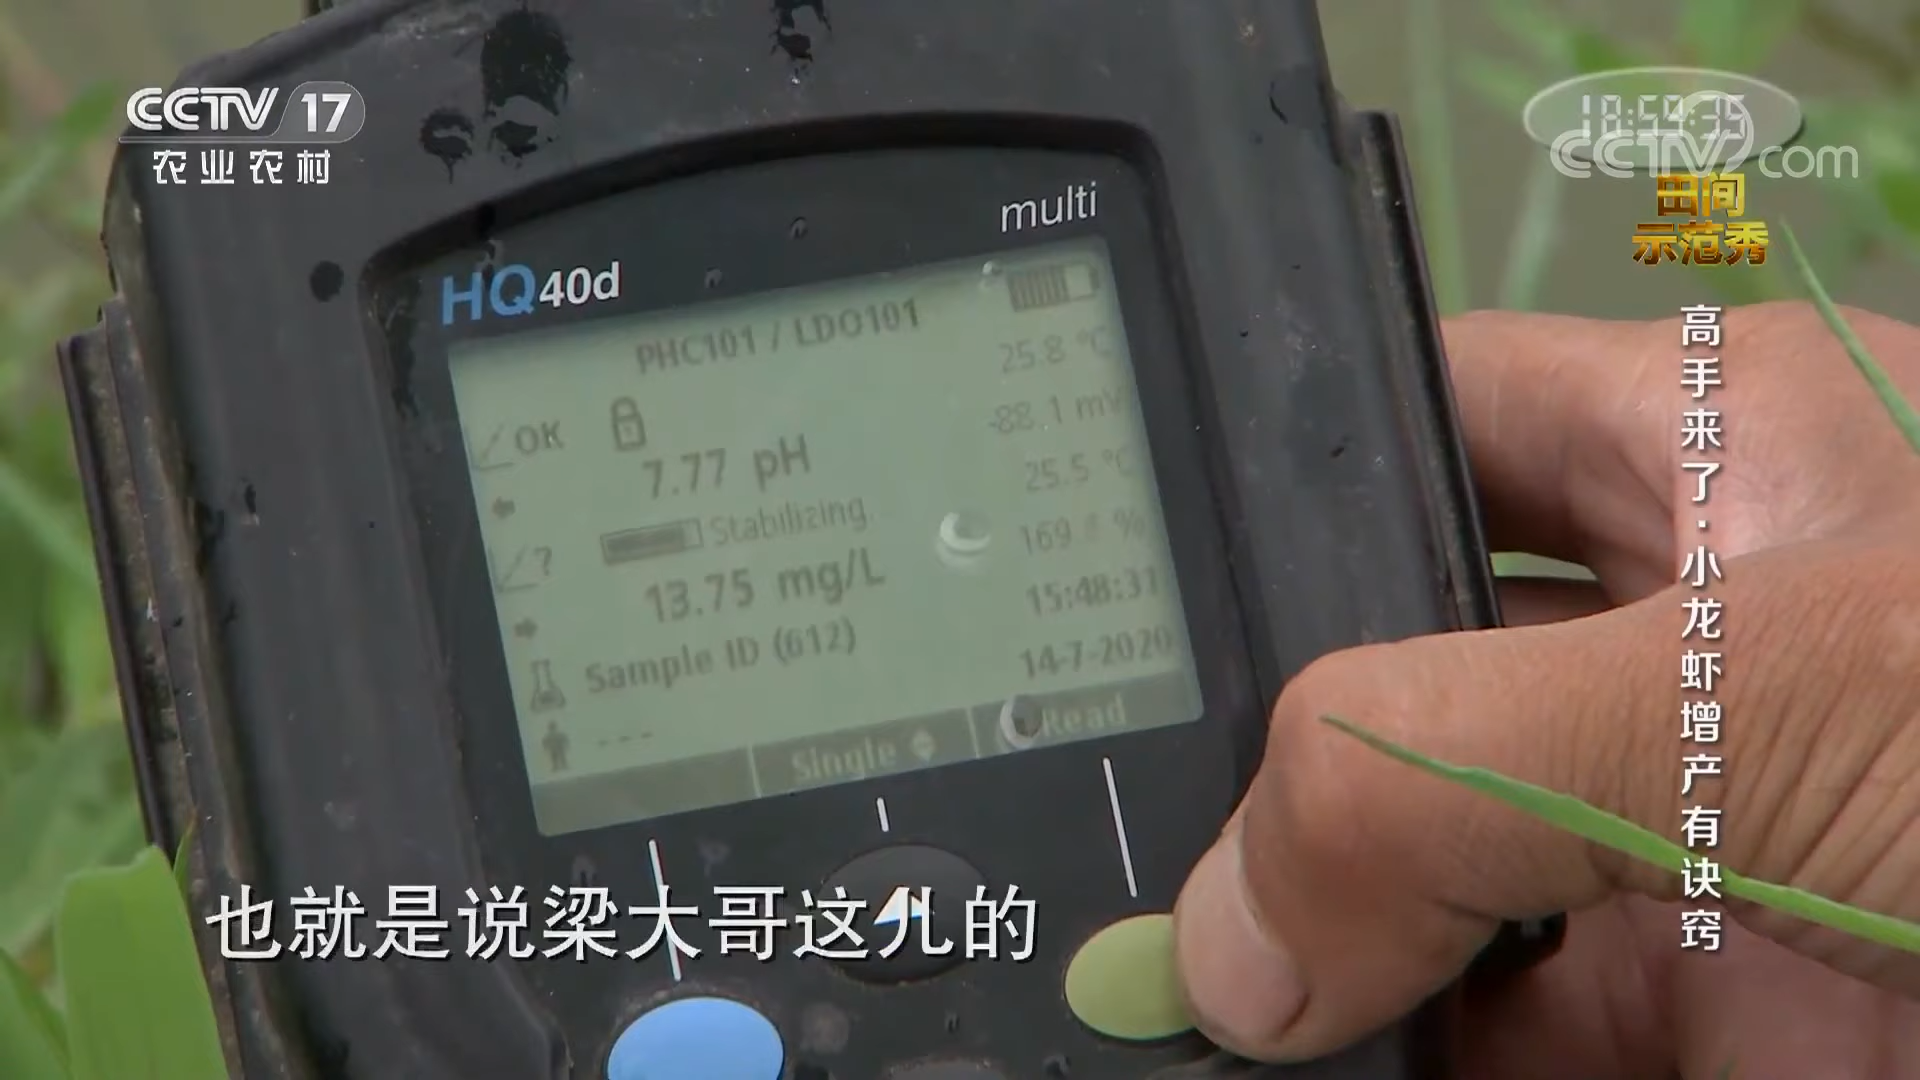 CCTV 17
农业农村
18:59:35
CCTV.com
田间
示范秀
高手来了·小龙虾增产有诀窍
HQ40d
multi
PHC101 / LDO101
25.8 °C
OK
7.77 pH
-88.1 mV
Stabilizing
25.5 °C
?
13.75 mg/L
%
15:48:31
Sample ID (612)
14-7-2020
---
Single
Read
也就是说梁大哥这儿的